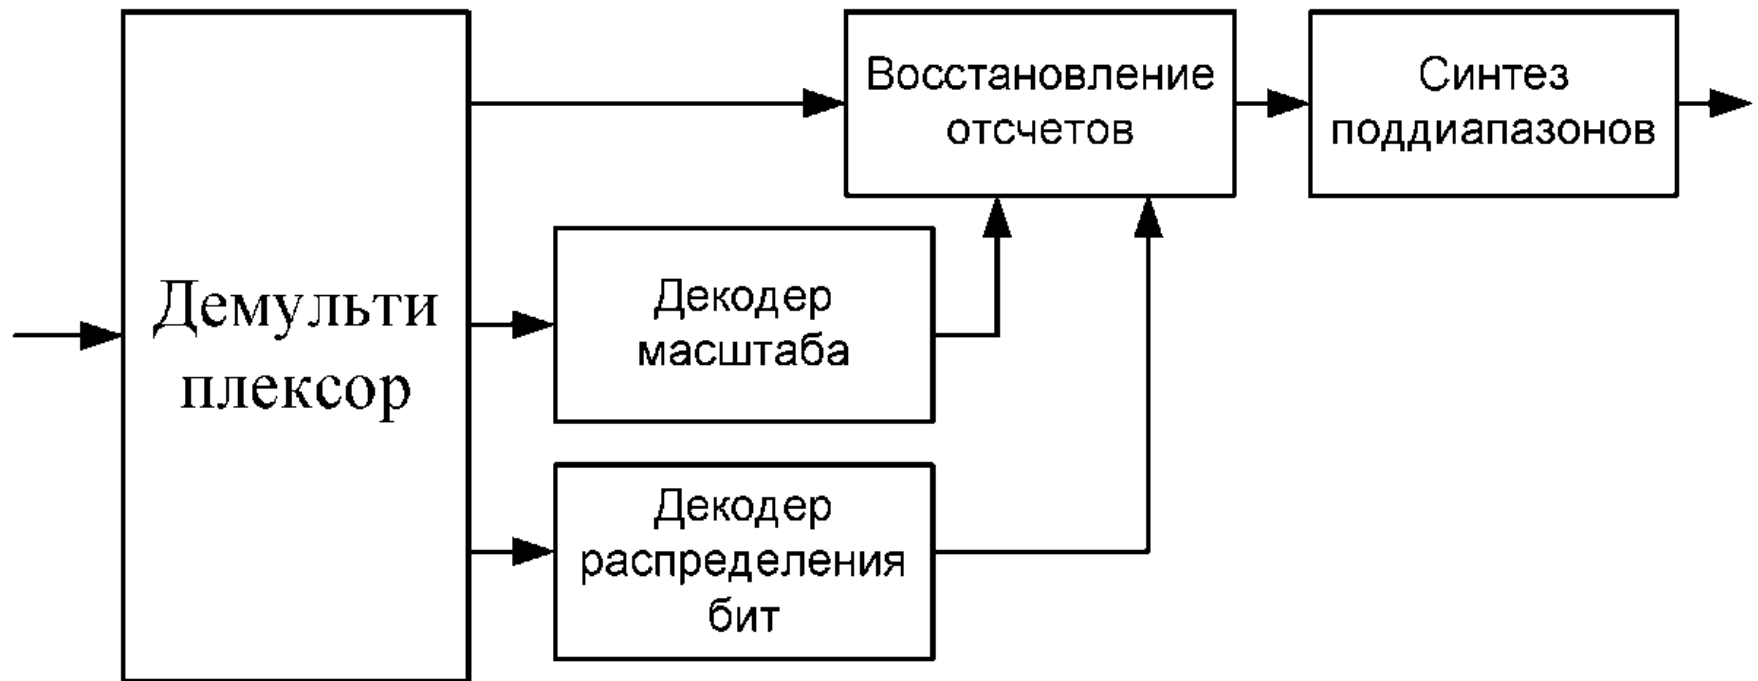 Восстановление
отсчетов
Синтез
поддиапазонов
Демульти
плексор
Декодер
масштаба
Декодер
распределения
бит